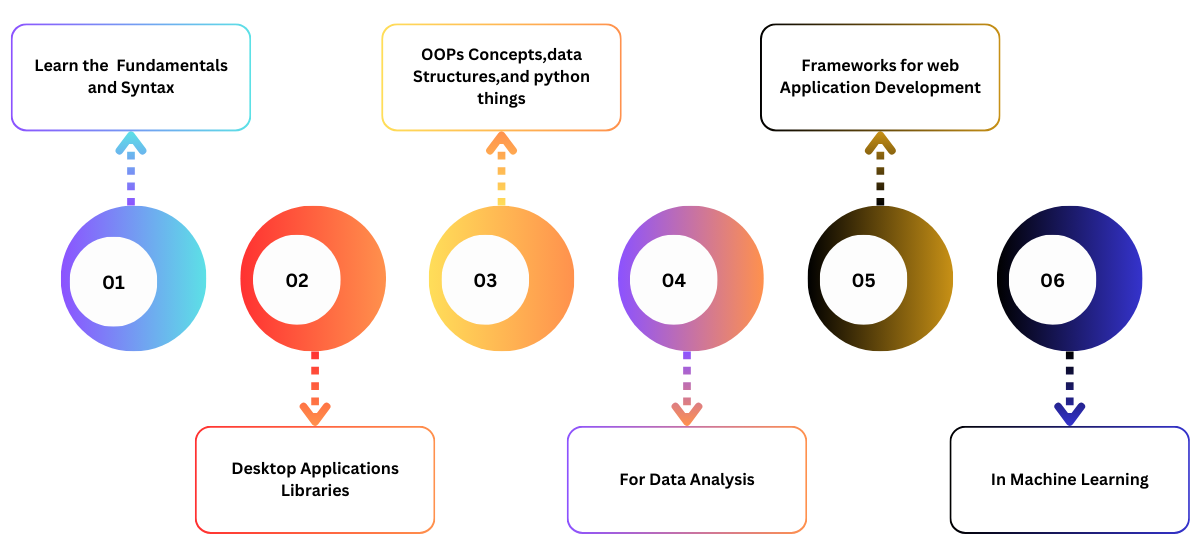 Learn the  Fundamentals
and Syntax
OOPs Concepts,data
Structures,and python
things
Frameworks for web
Application Development
01
02
03
04
05
06
Desktop Applications
Libraries
For Data Analysis
In Machine Learning